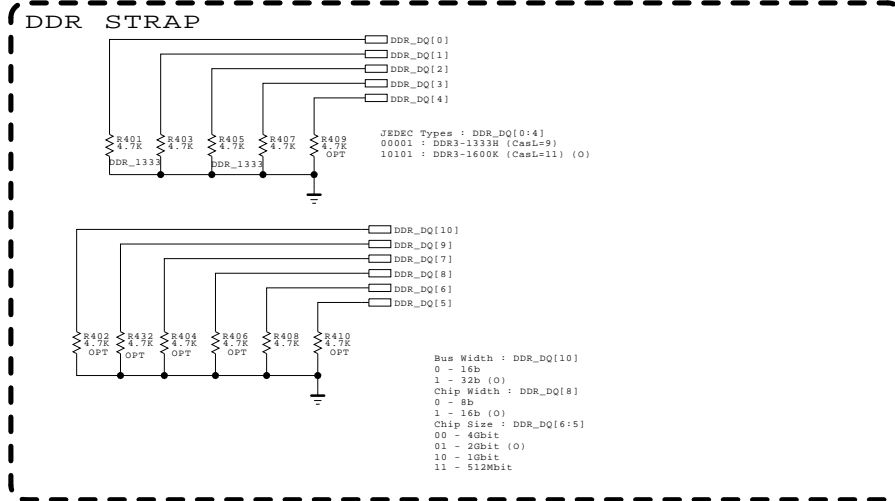 DDR STRAP
DDR_DQ[0]
DDR_DQ[1]
DDR_DQ[2]
DDR_DQ[3]
DDR_DQ[4]
R401
4.7K
DDR_1333
R403
4.7K
R405
4.7K
DDR_1333
R407
4.7K
R409
4.7K
OPT
JEDEC Types : DDR_DQ[0:4]
00001 : DDR3-1333H (CasL=9)
10101 : DDR3-1600K (CasL=11) (O)
DDR_DQ[10]
DDR_DQ[9]
DDR_DQ[7]
DDR_DQ[8]
DDR_DQ[6]
DDR_DQ[5]
R402
4.7K
OPT
R432
4.7K
OPT
R404
4.7K
OPT
R406
4.7K
OPT
R408
4.7K
R410
4.7K
OPT
Bus Width : DDR_DQ[10]
0 - 16b
1 - 32b (O)
Chip Width : DDR_DQ[8]
0 - 8b
1 - 16b (O)
Chip Size : DDR_DQ[6:5]
00 - 4Gbit
01 - 2Gbit (O)
10 - 1Gbit
11 - 512Mbit